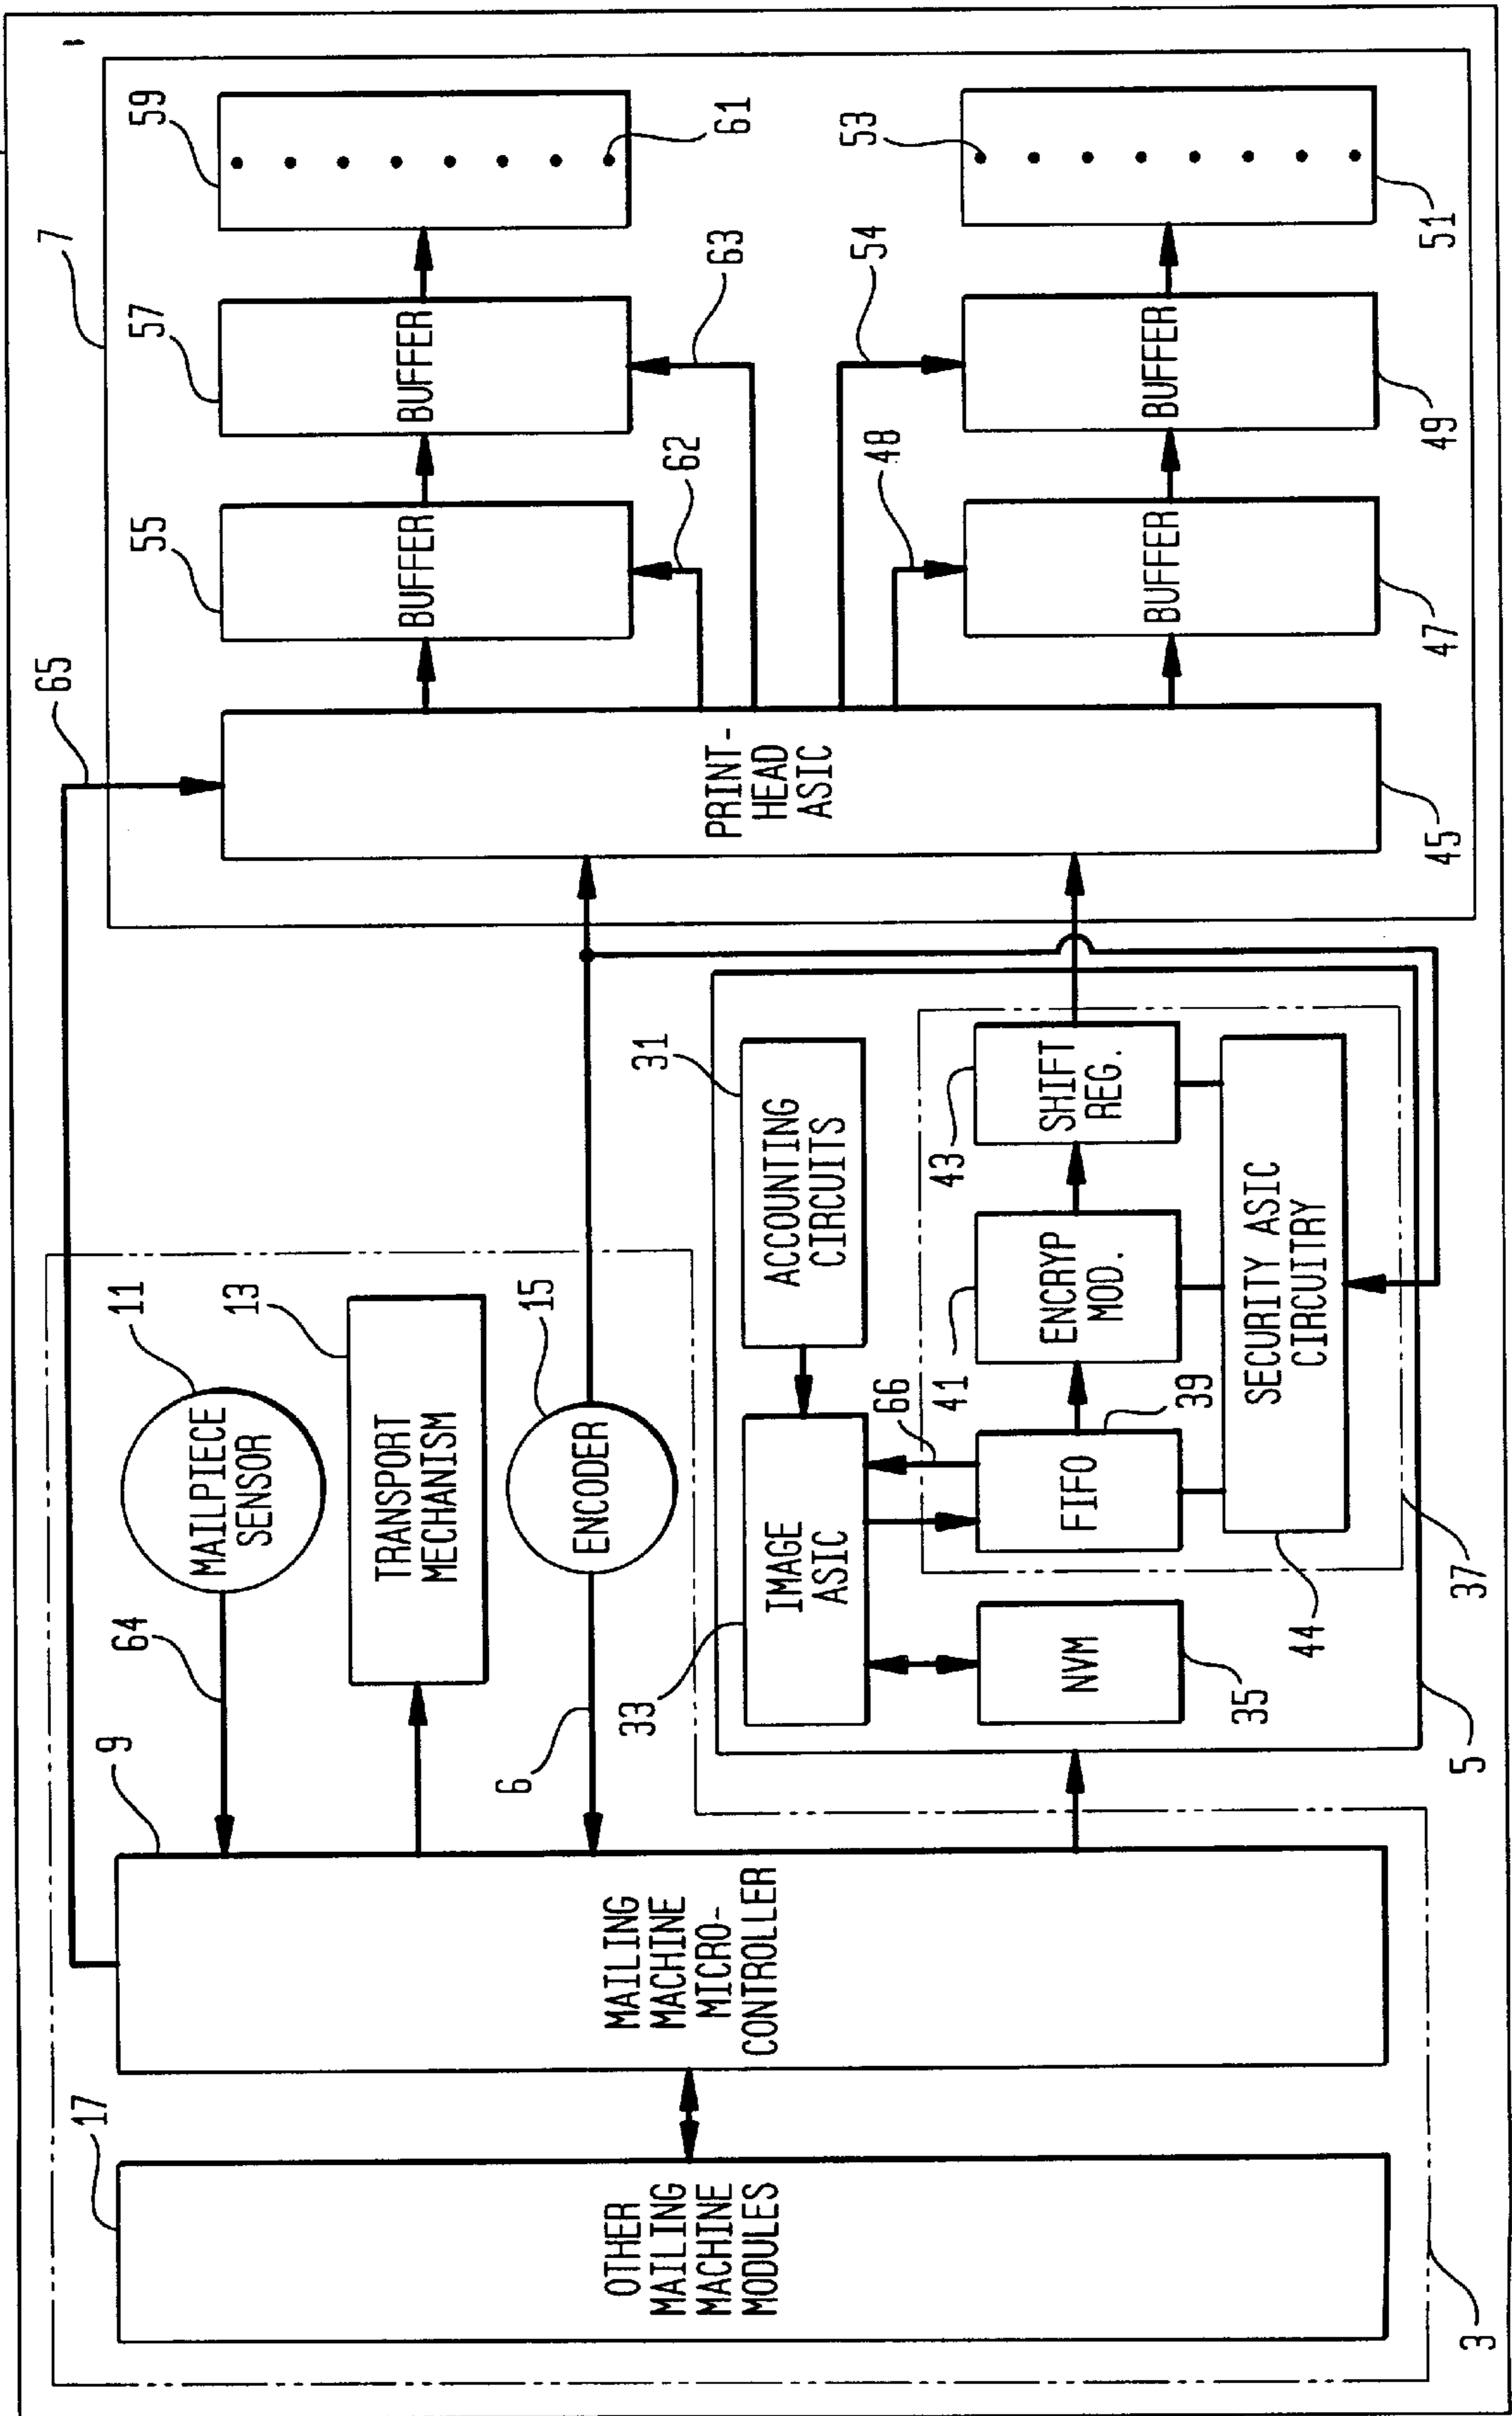 17
OTHER
MAILING
MACHINE
MODULES
3
9
MAILING
MACHINE
MICRO-
CONTROLLER
64
11
MAILPIECE
SENSOR
13
TRANSPORT
MECHANISM
6
15
ENCODER
65
33
IMAGE
ASIC
31
ACCOUNTING
CIRCUITS
66
NVM
35
FIFO
39
41
ENCRYP
MOD.
43
SHIFT
REG.
SECURITY ASIC
CIRCUITRY
44
37
5
7
PRINT-
HEAD
ASIC
45
55
BUFFER
57
BUFFER
59
61
62
63
48
54
BUFFER
47
BUFFER
49
53
51
1